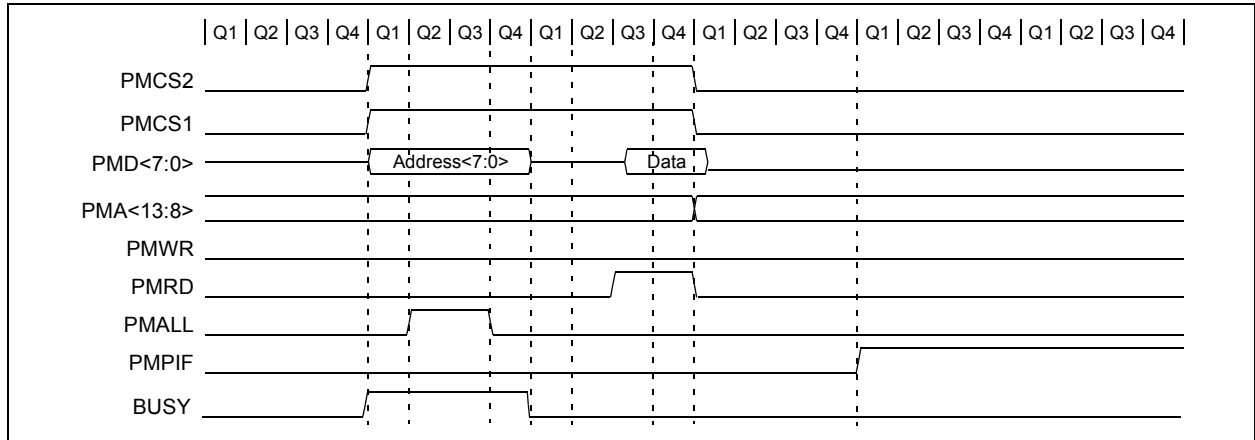 Q1 Q2 Q3 Q4 Q1 Q2 Q3 Q4 Q1 Q2 Q3 Q4 Q1 Q2 Q3 Q4 Q1 Q2 Q3 Q4 Q1 Q2 Q3 Q4
PMCS2
PMCS1
PMD<7:0> Address<7:0> Data
PMA<13:8>
PMWR
PMRD
PMALL
PMPIF
BUSY